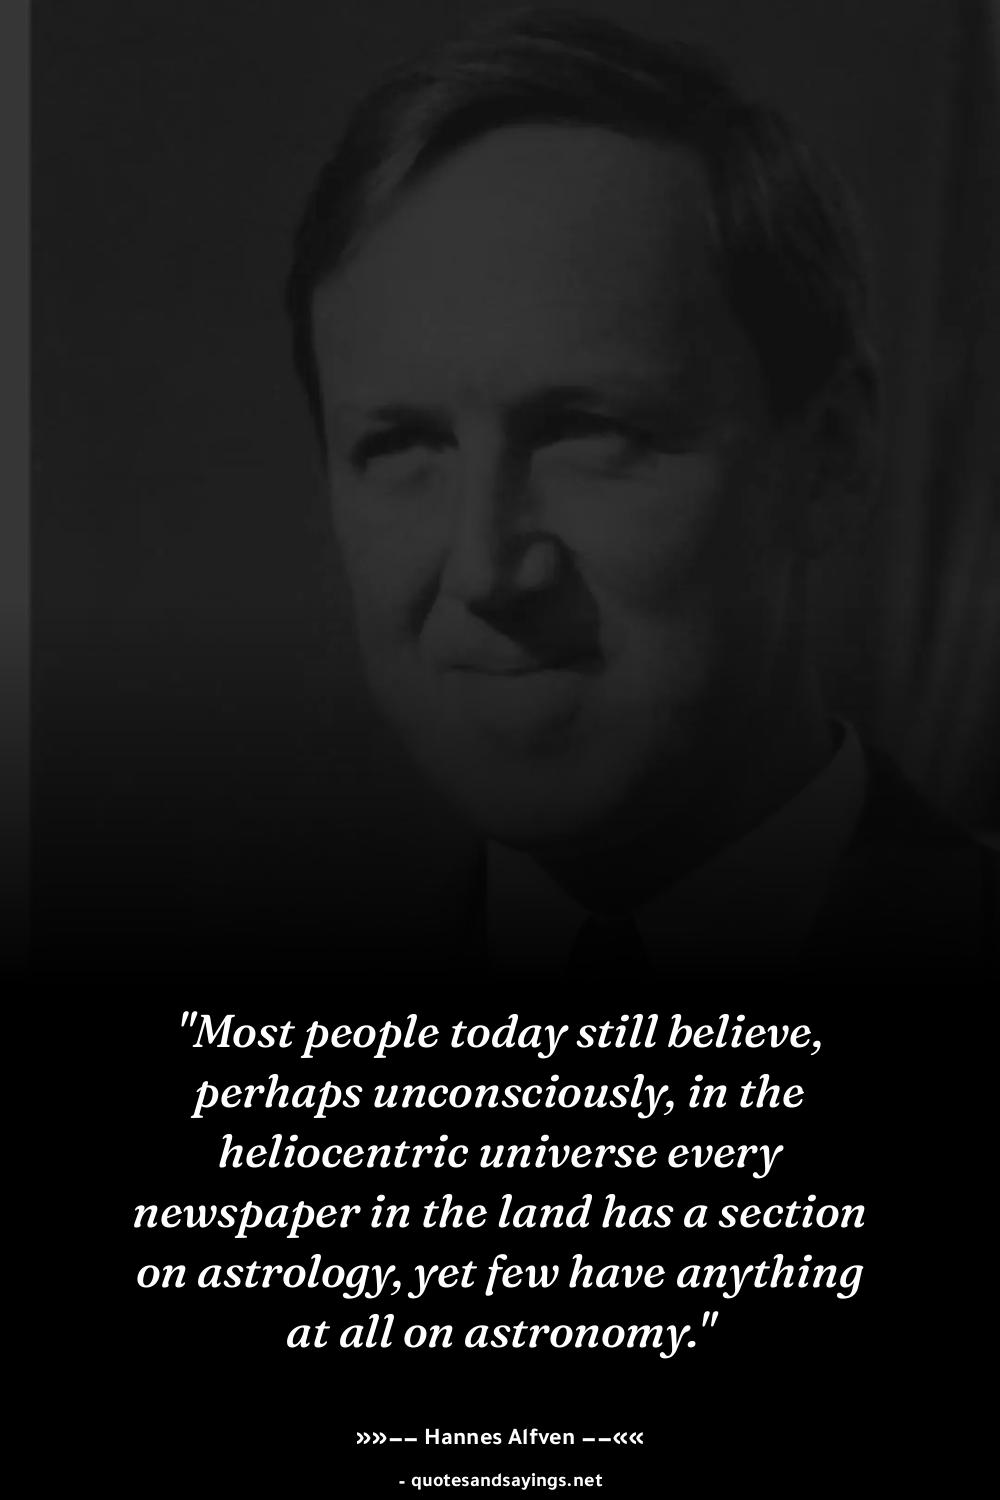 "Most people today still believe,
perhaps unconsciously, in the
heliocentric universe every
newspaper in the land has a section
on astrology, yet few have anything
at all on astronomy."
»»–– Hannes Alfven ––««
- quotesandsayings.net